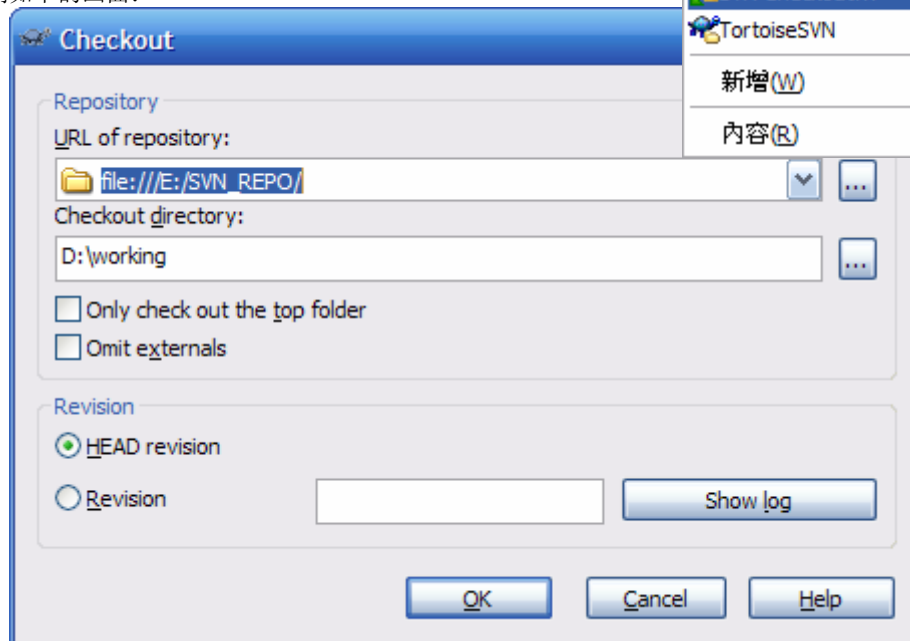 Checkout
TortoiseSVN
新增(W)
內容(R)
Repository
URL of repository:
file:///E:/SVN_REPO/
...
Checkout directory:
D:\working
...
Only check out the top folder
Omit externals
Revision
HEAD revision
Revision
Show log
OK
Cancel
Help